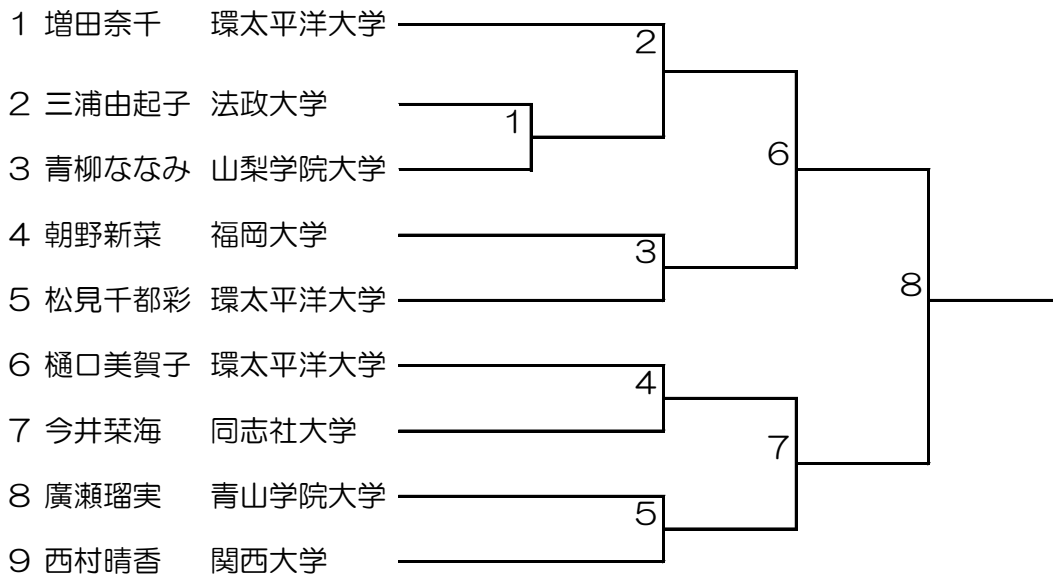 1 増田奈千 環太平洋大学
2
2 三浦由起子 法政大学
1
3 青柳ななみ 山梨学院大学
6
4 朝野新菜 福岡大学
3
5 松見千都彩 環太平洋大学
8
6 樋口美賀子 環太平洋大学
4
7 今井栞海 同志社大学
7
8 廣瀬瑠実 青山学院大学
5
9 西村晴香 関西大学